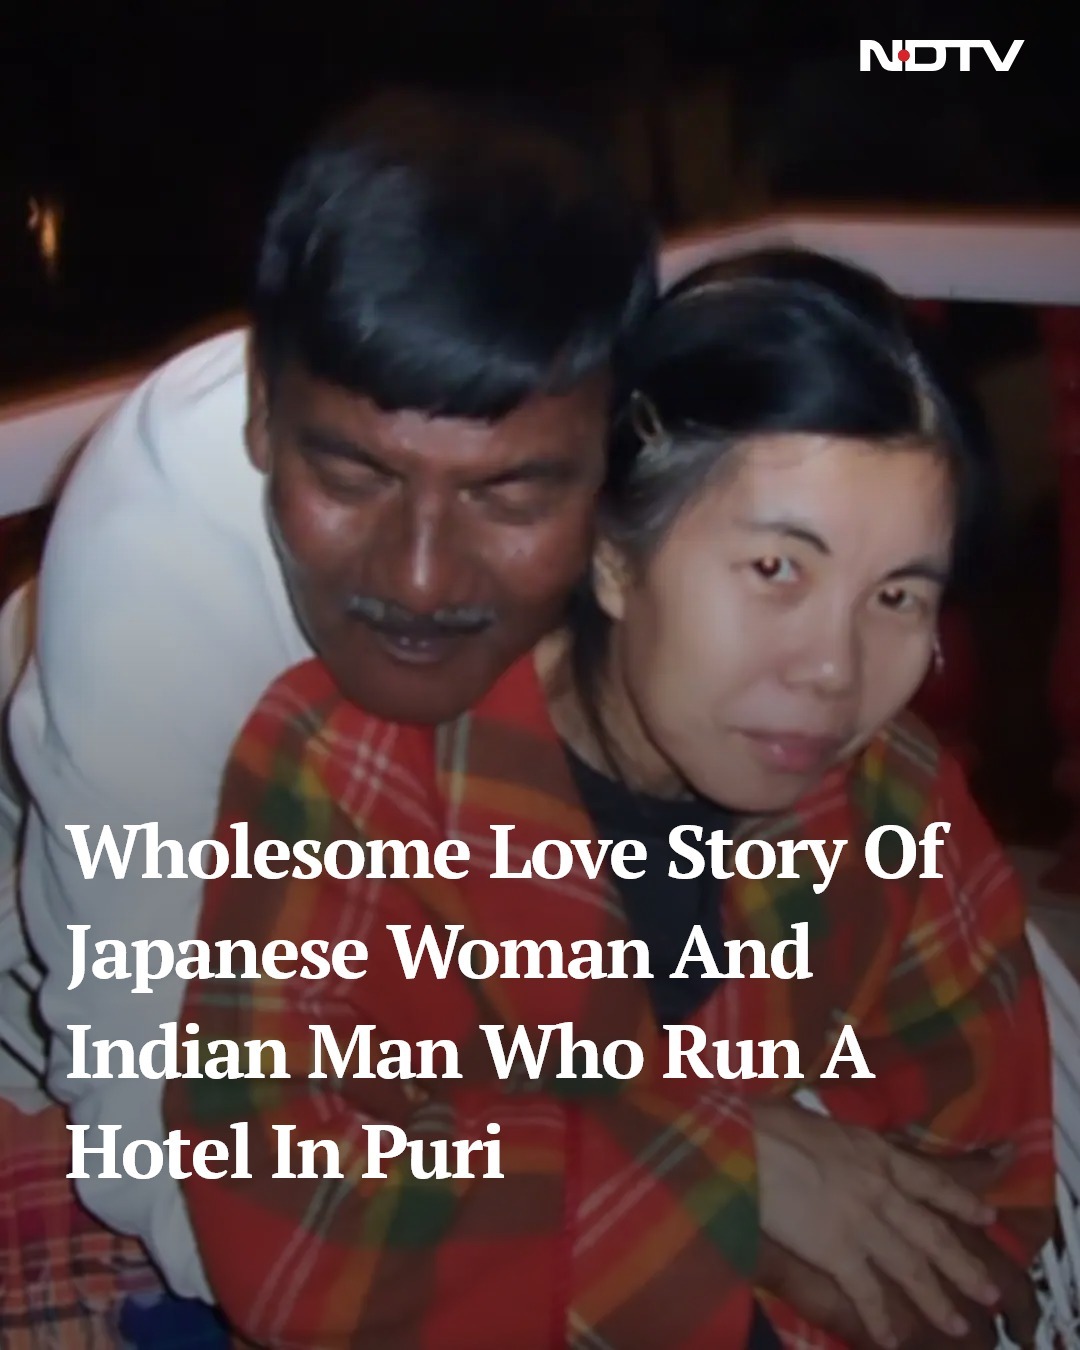 NDTV
Wholesome Love Story Of
Japanese Woman And
Indian Man Who Run A
Hotel In Puri